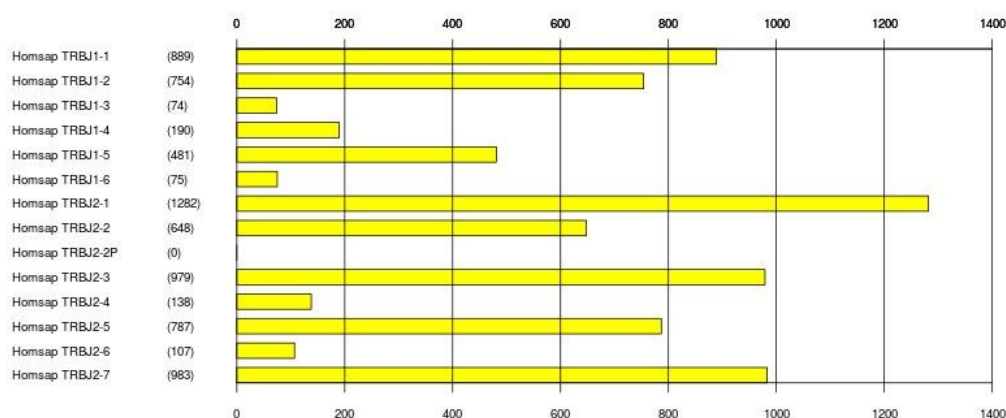 0 200 400 600 800 1000 1200 1400
Homsap TRBJ1-1 (889)
Homsap TRBJ1-2 (754)
Homsap TRBJ1-3 (74)
Homsap TRBJ1-4 (190)
Homsap TRBJ1-5 (481)
Homsap TRBJ1-6 (75)
Homsap TRBJ2-1 (1282)
Homsap TRBJ2-2 (648)
Homsap TRBJ2-2P (0)
Homsap TRBJ2-3 (979)
Homsap TRBJ2-4 (138)
Homsap TRBJ2-5 (787)
Homsap TRBJ2-6 (107)
Homsap TRBJ2-7 (983)
0 200 400 600 800 1000 1200 1400